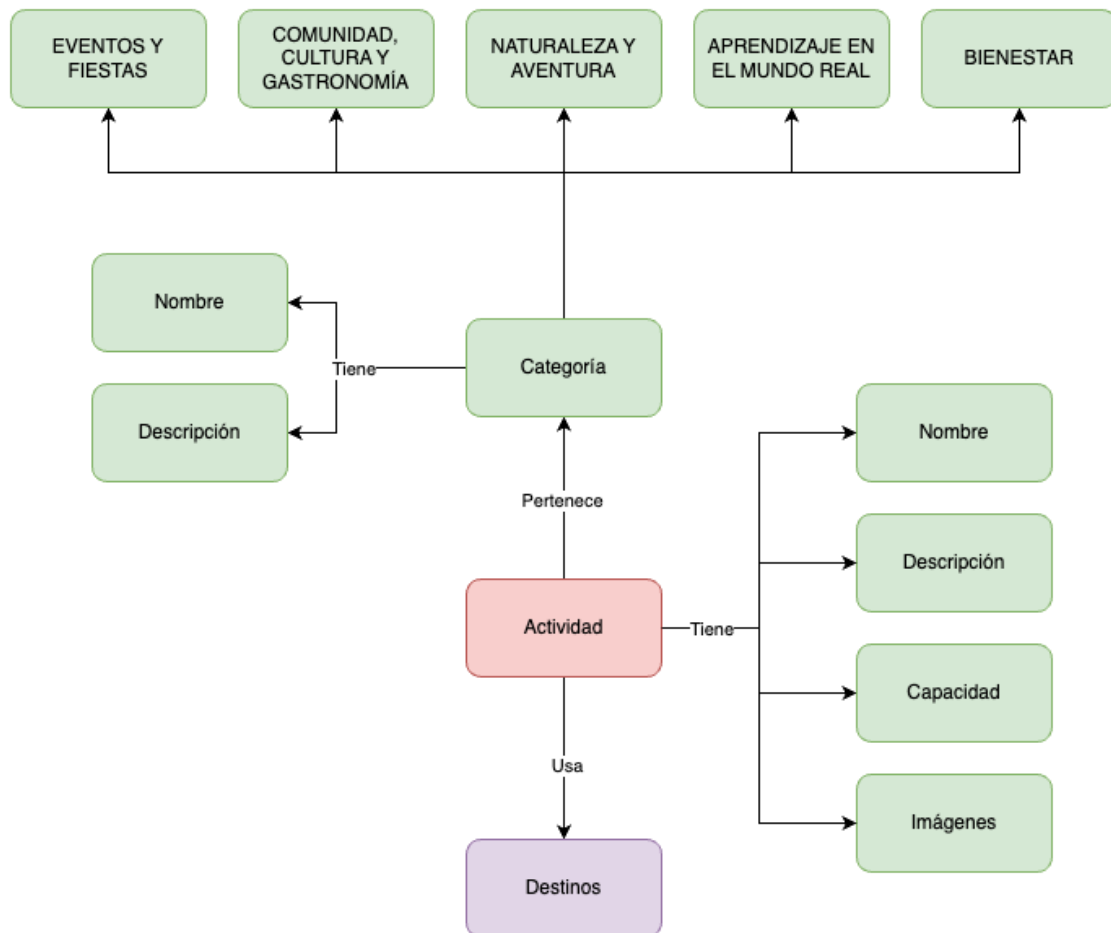 EVENTOS Y
FIESTAS
COMUNIDAD,
CULTURA Y
GASTRONOMÍA
NATURALEZA Y
AVENTURA
APRENDIZAJE EN
EL MUNDO REAL
BIENESTAR
Nombre
Tiene
Categoría
Descripción
Nombre
Pertenece
Descripción
Actividad
Tiene
Capacidad
Usa
Imágenes
Destinos